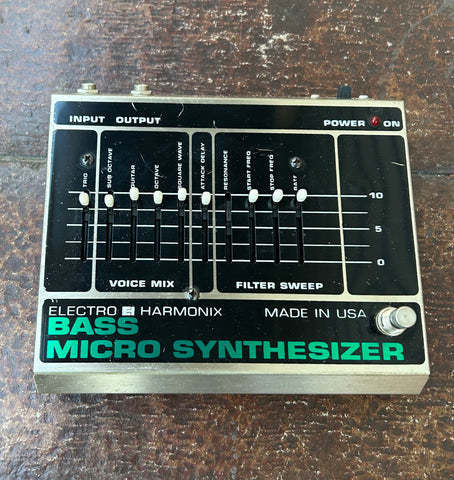 INPUT OUTPUT
POWER ON
TRIG
SUB OCTAVE
GUITAR
OCTAVE
SQUARE WAVE
ATTACK DELAY
RESONANCE
START FREQ
STOP FREQ
RATE
10
5
0
VOICE MIX
FILTER SWEEP
ELECTRO HARMONIX
MADE IN USA
BASS
MICRO SYNTHESIZER